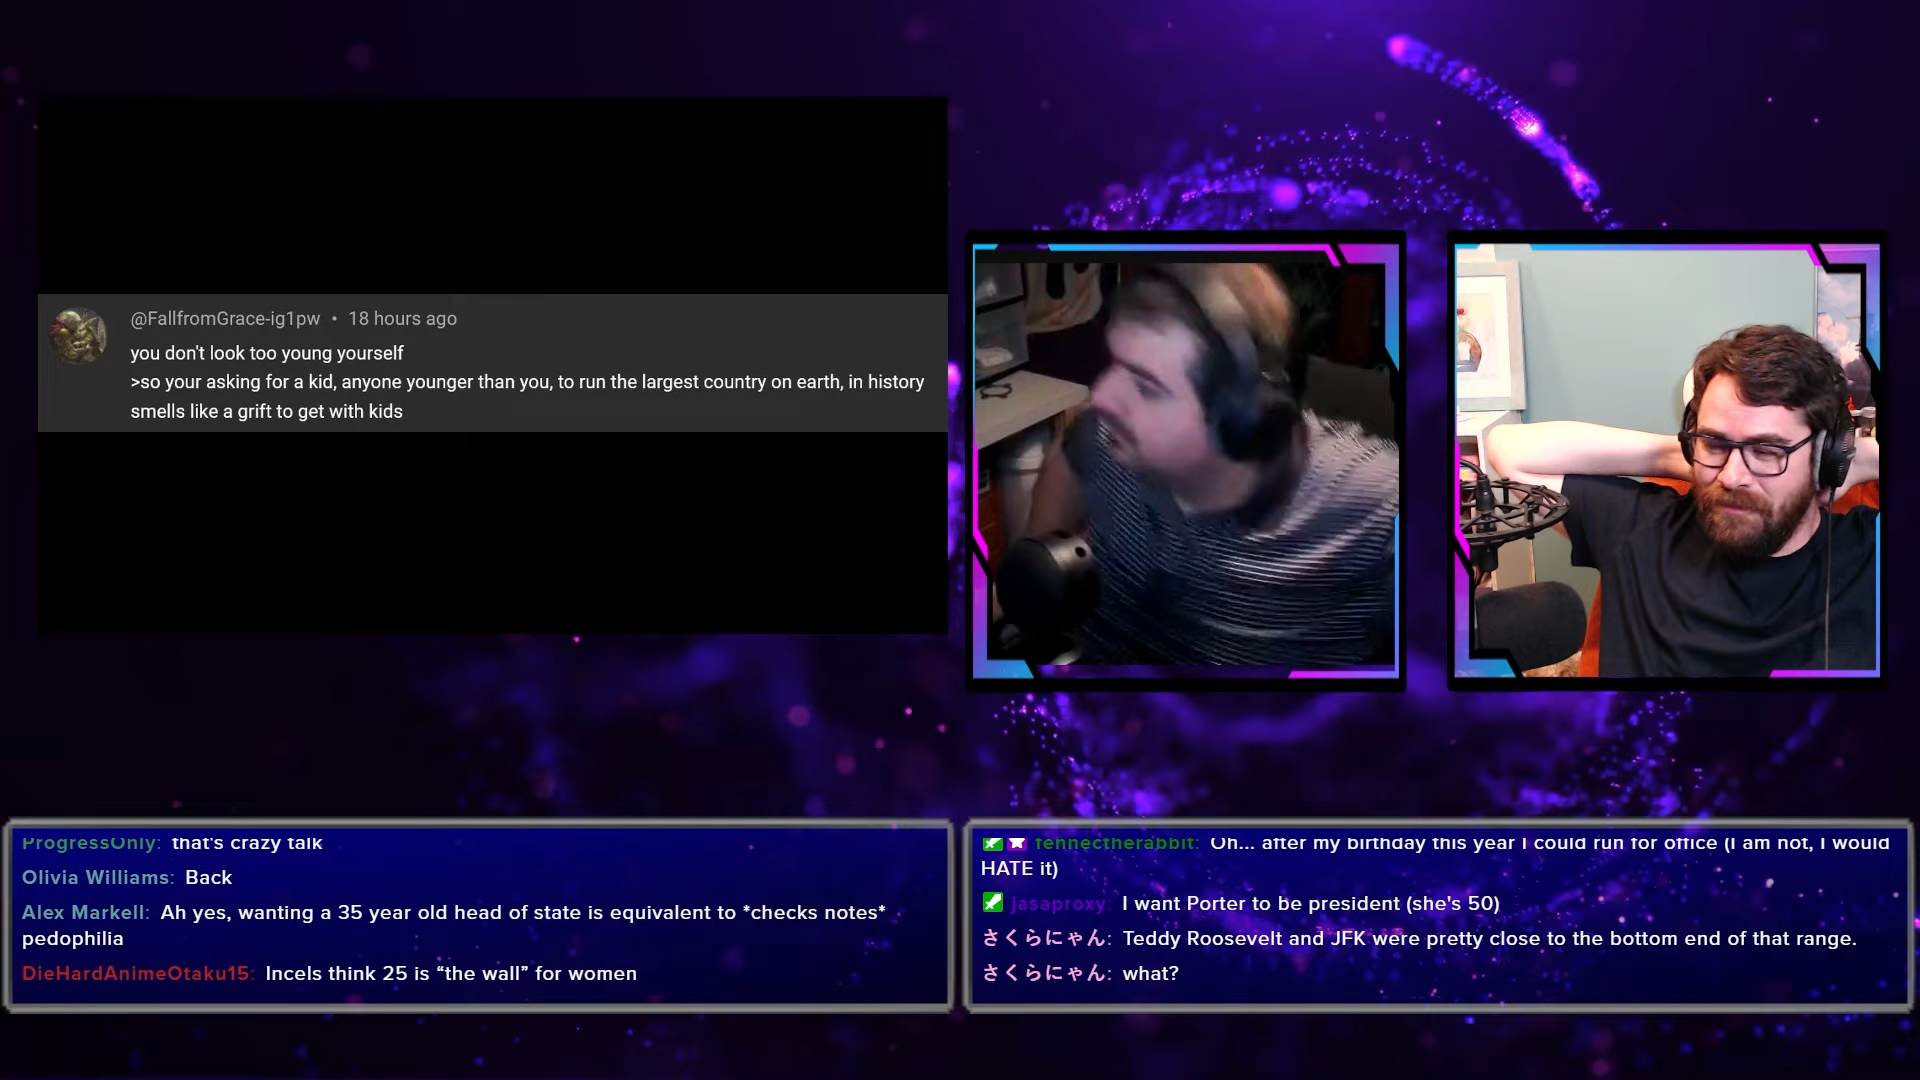 @FallfromGrace-ig1pw • 18 hours ago
you don't look too young yourself
>so your asking for a kid, anyone younger than you, to run the largest country on earth, in history
smells like a grift to get with kids
ProgressOnly: that's crazy talk
Olivia Williams: Back
Alex Markell: Ah yes, wanting a 35 year old head of state is equivalent to *checks notes*
pedophilia
DieHardAnimeOtaku15: Incels think 25 is “the wall” for women
fennectherabbit: Oh... after my birthday this year I could run for office (I am not, I would
HATE it)
jasaproxy: I want Porter to be president (she's 50)
さくらにゃん: Teddy Roosevelt and JFK were pretty close to the bottom end of that range.
さくらにゃん: what?